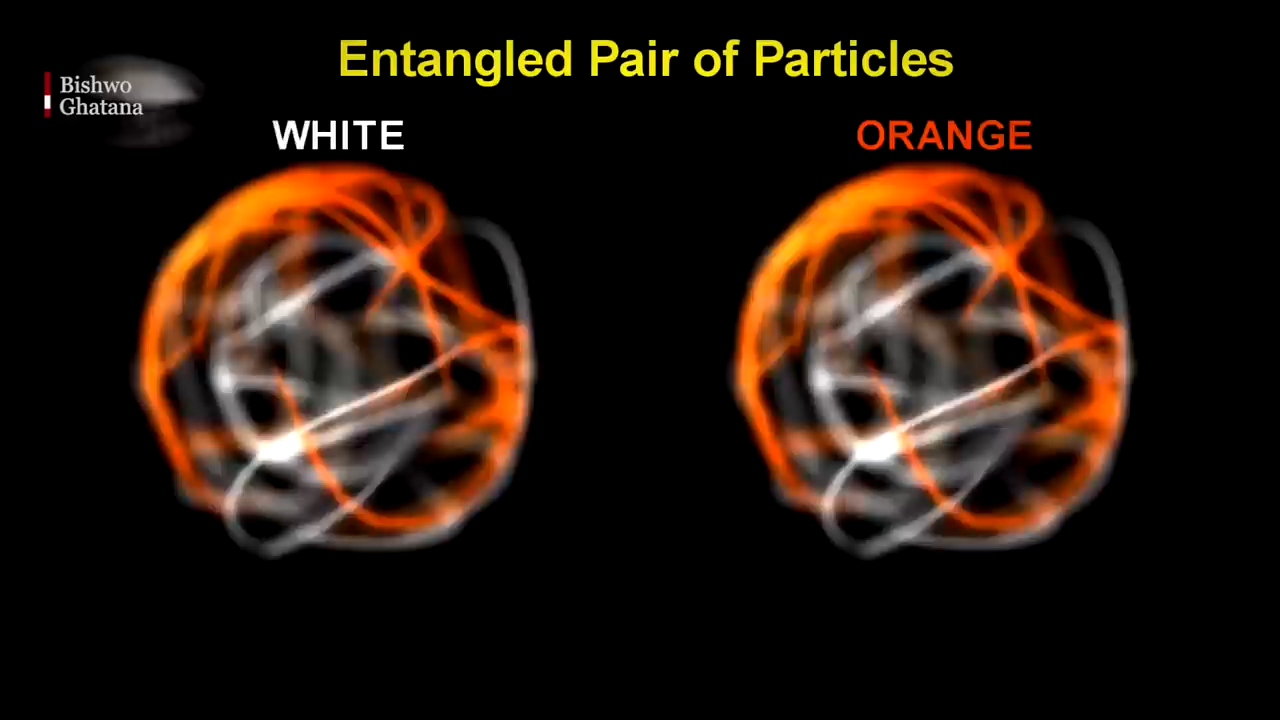 Entangled Pair of Particles
Bishwo
Ghatana
WHITE
ORANGE